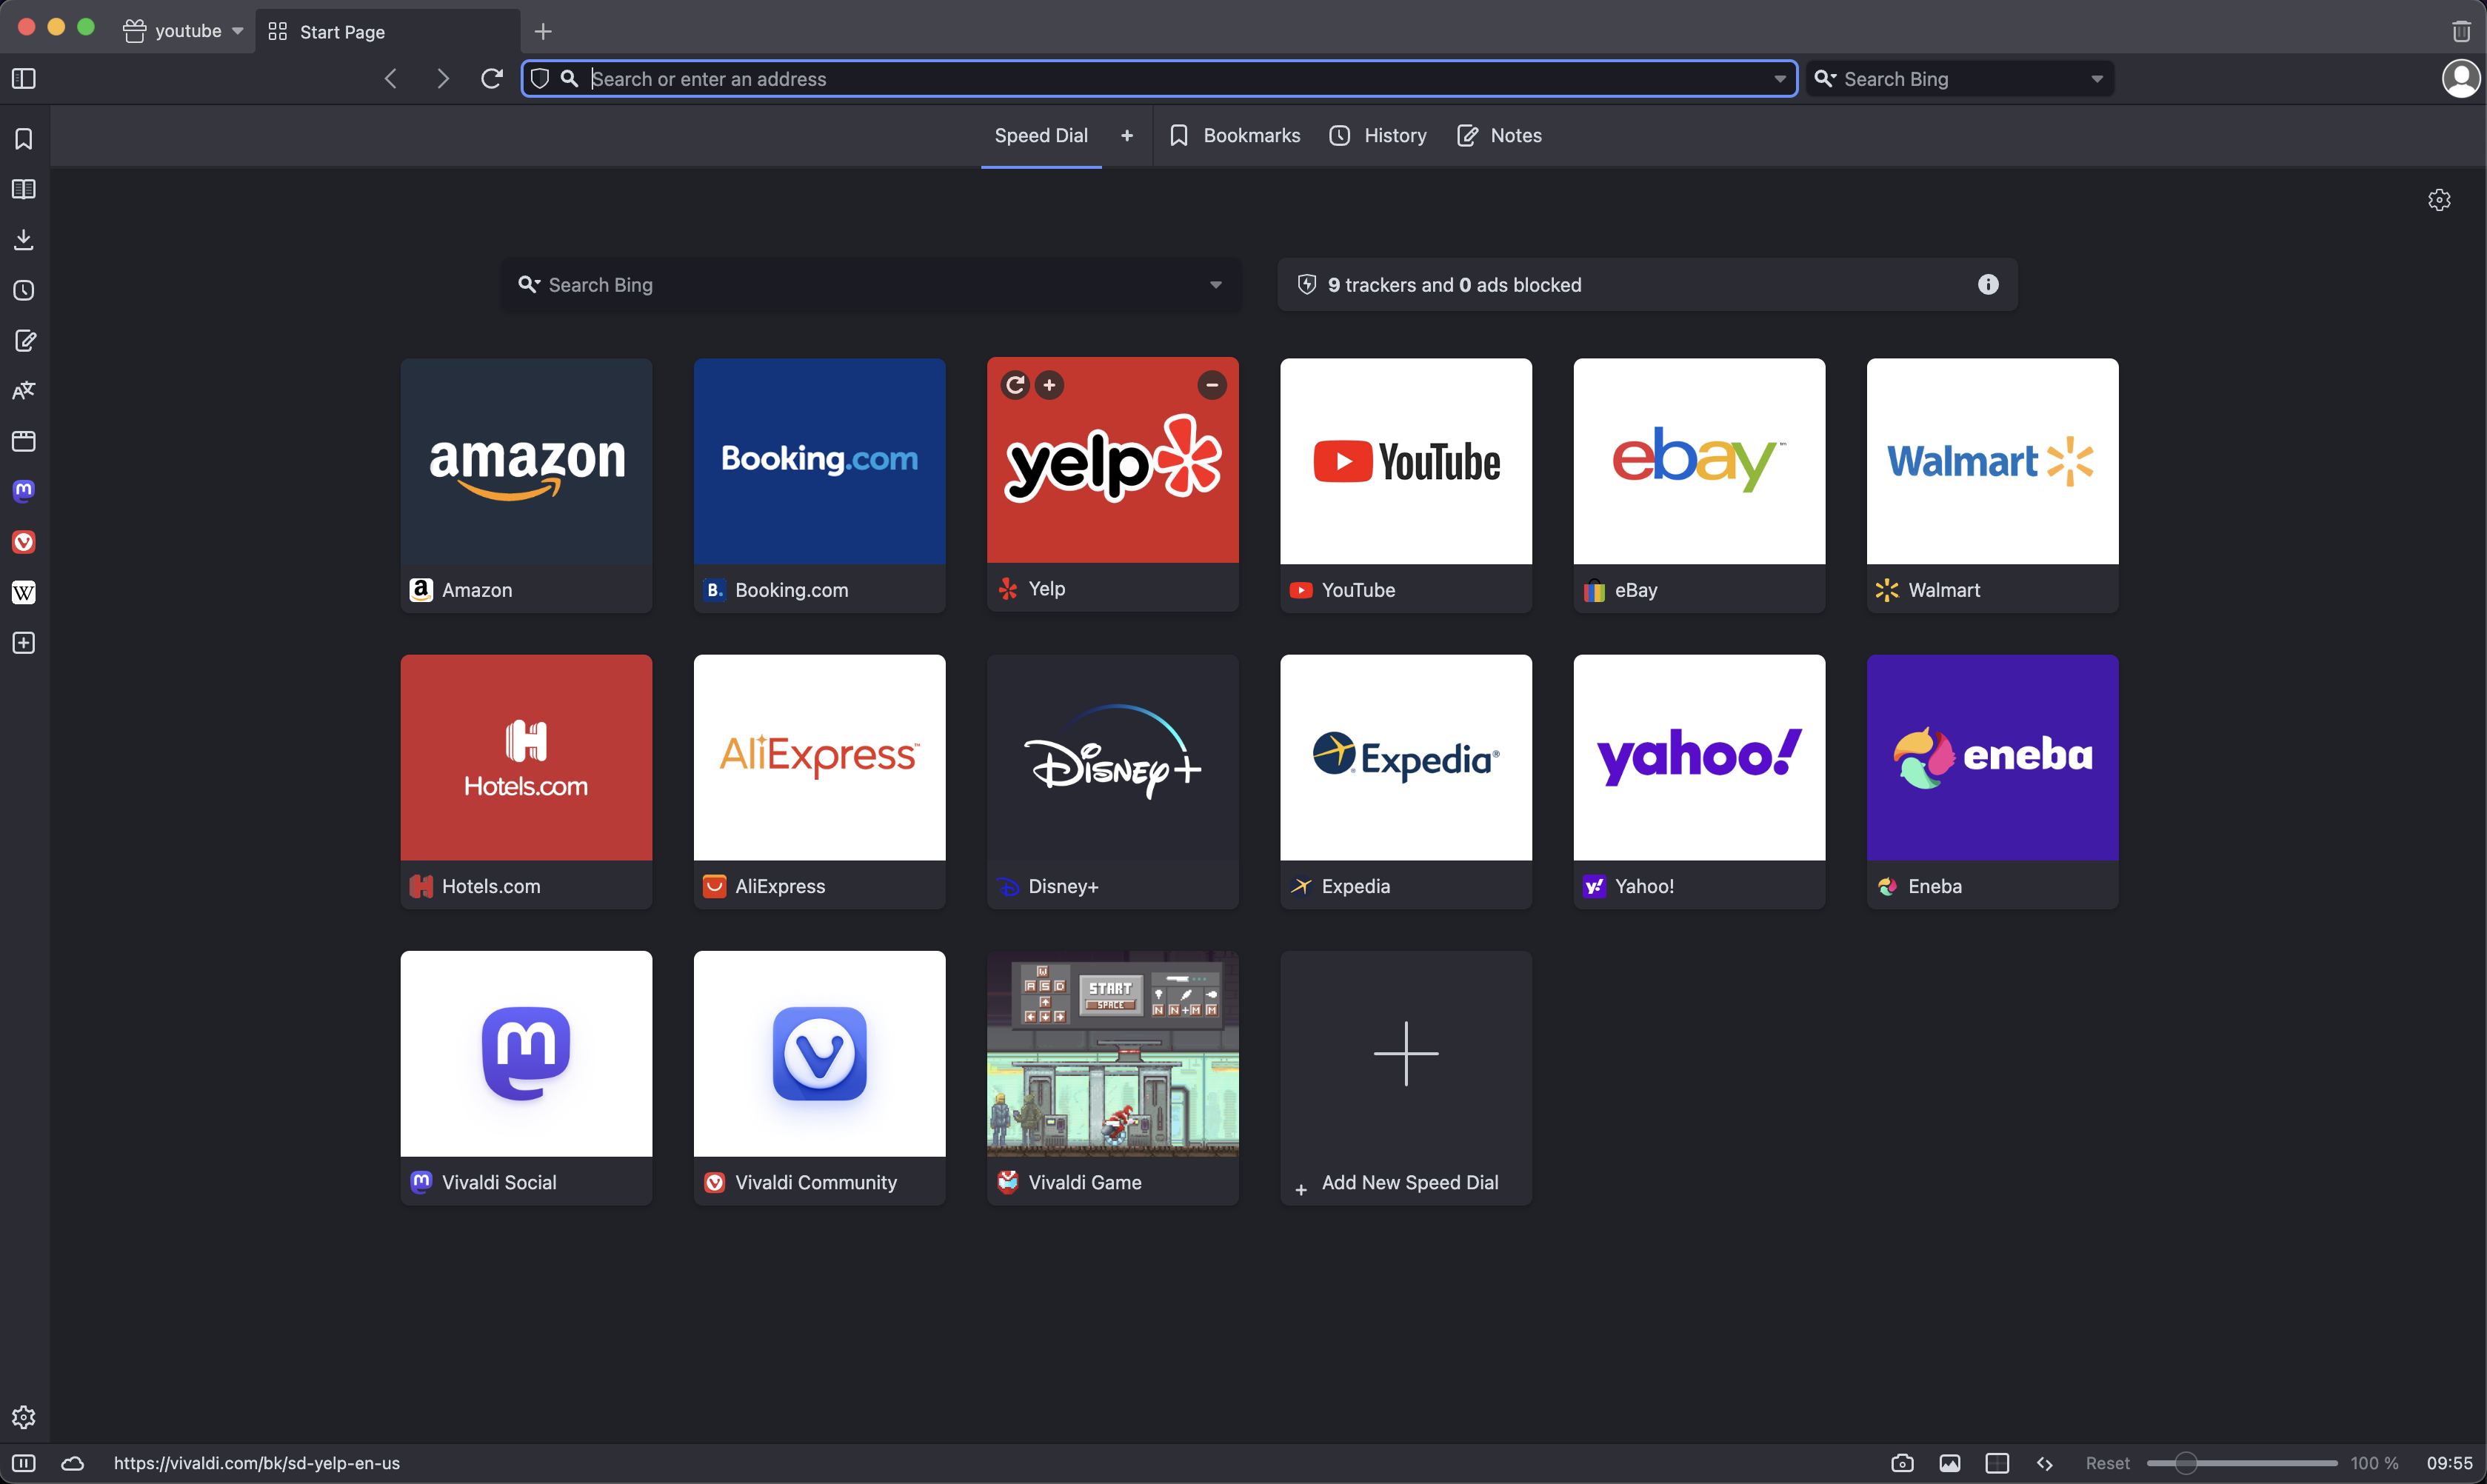 youtube
Start Page
Search or enter an address
Search Bing
Speed Dial
Bookmarks
History
Notes
Search Bing
9 trackers and 0 ads blocked
amazon
Booking.com
yelp
YouTube
ebay
Walmart
Amazon
Booking.com
Yelp
YouTube
eBay
Walmart
Hotels.com
AliExpress
Disney+
Expedia
yahoo!
eneba
Hotels.com
AliExpress
Disney+
Expedia
Yahoo!
Eneba
W
A S D
START
SPACE
N N+M M
Vivaldi Social
Vivaldi Community
Vivaldi Game
Add New Speed Dial
https://vivaldi.com/bk/sd-yelp-en-us
Reset
100 %
09:55